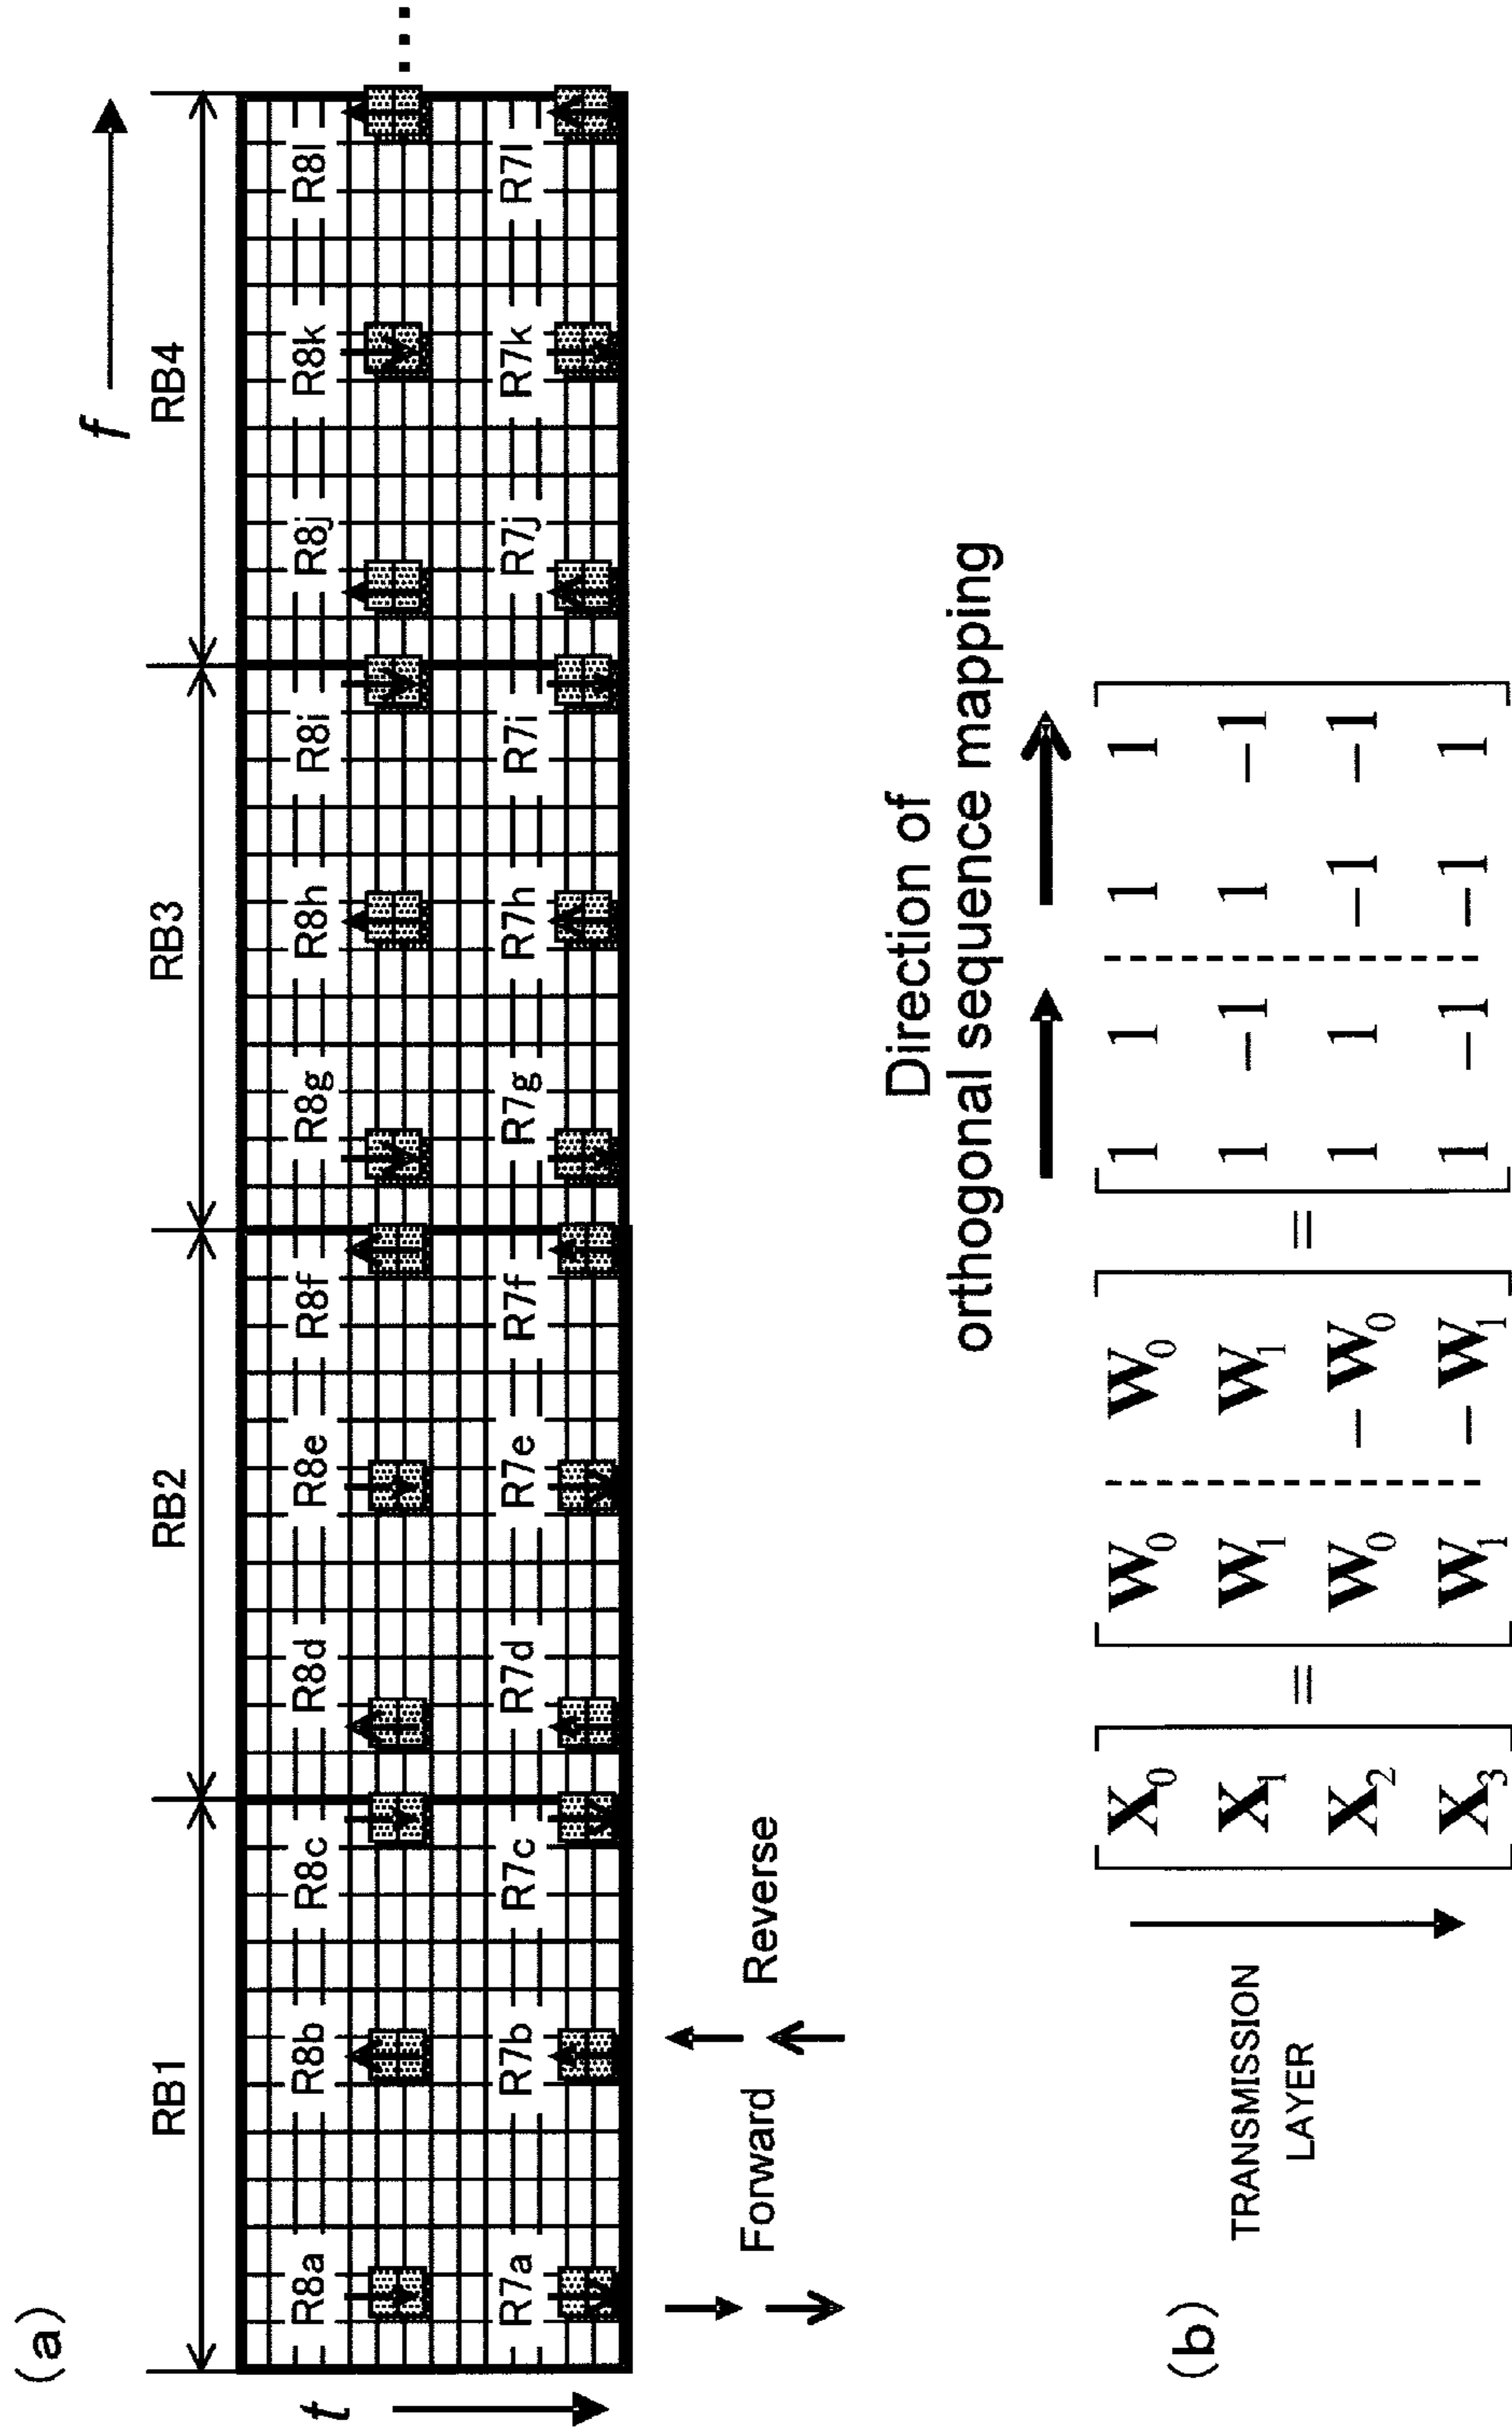 (a)
f
RB1 RB2 RB3 RB4
t
R8a R8b R8c R8d R8e R8f R8g R8h R8i R8j R8k R8l ...
R7a R7b R7c R7d R7e R7f R7g R7h R7i R7j R7k R7l
Forward Reverse
(b)
Direction of
orthogonal sequence mapping
TRANSMISSION
LAYER
X0 = W0 W0 = 1 1 1 1
X1 W1 W1 1 −1 1 −1
X2 W0 −W0 1 1 −1 −1
X3 W1 −W1 1 −1 −1 1